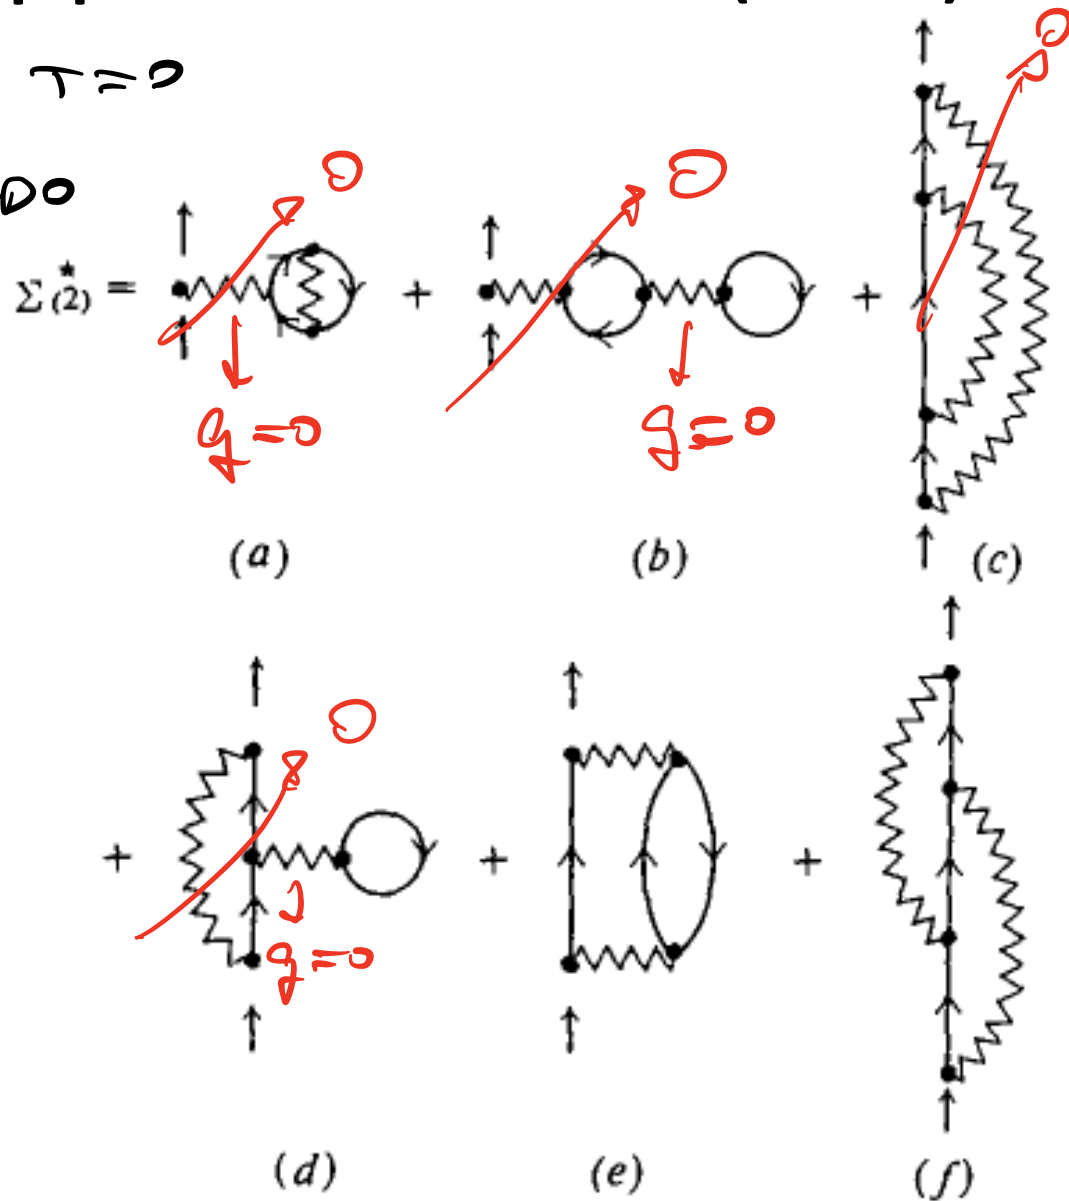 T=0
0
0
0
Σ*(2) = + +
q=0
q=0
(a)
(b)
(c)
0
+ + +
q=0
(d)
(e)
(f)